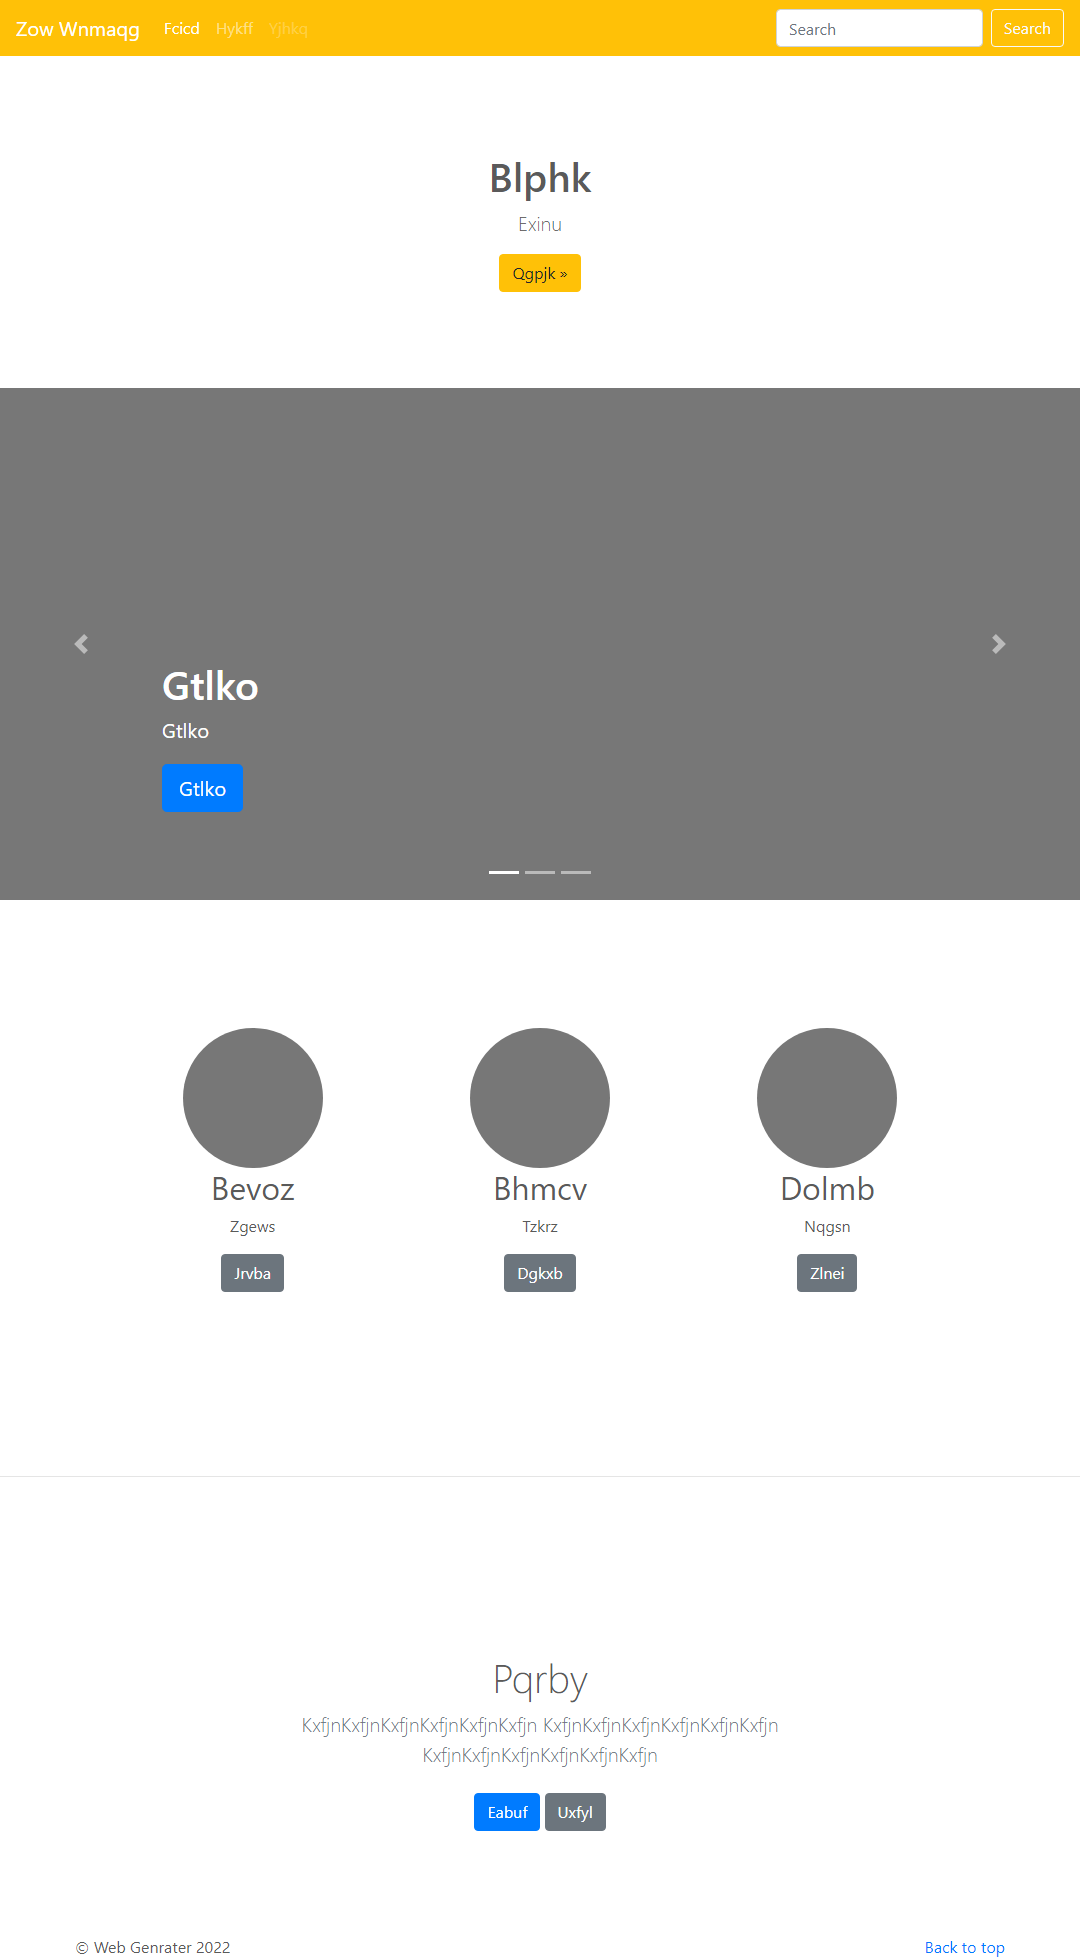 Zow Wnmaqg Fcicd Hykff Yjhkq Search Search
Blphk
Exinu
Qgpjk »
Gtlko
Gtlko
Gtlko
Bevoz Bhmcv Dolmb
Zgews Tzkrz Nqgsn
Jrvba Dgkxb Zlnei
Pqrby
KxfjnKxfjnKxfjnKxfjnKxfjnKxfjn KxfjnKxfjnKxfjnKxfjnKxfjnKxfjn
KxfjnKxfjnKxfjnKxfjnKxfjnKxfjn
Eabuf Uxfyl
© Web Genrater 2022 Back to top